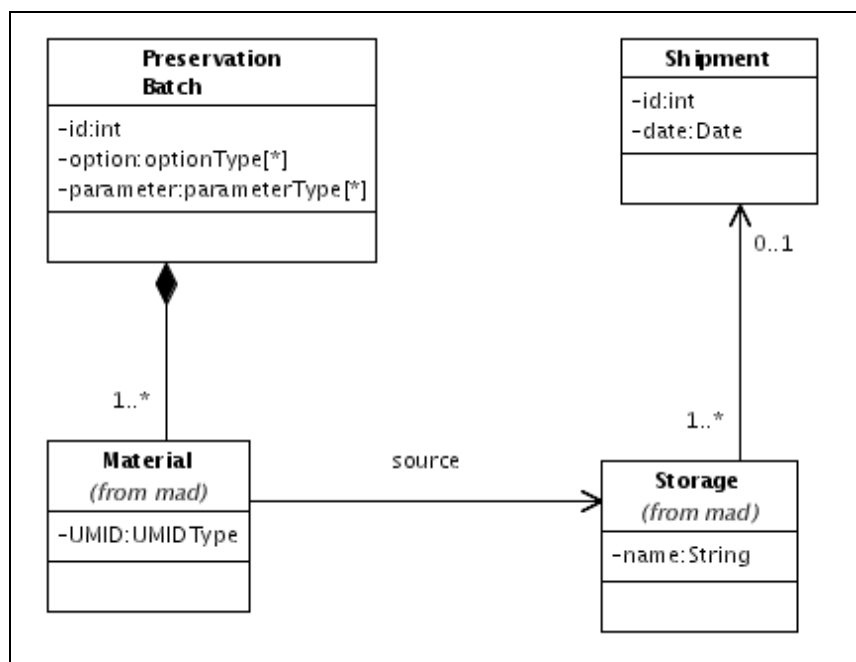 Preservation
Batch
-id:int
-option:optionType[*]
-parameter:parameterType[*]
Shipment
-id:int
-date:Date
0..1
1..*
1..*
Material
(from mad)
-UMID:UMIDType
source
Storage
(from mad)
-name:String